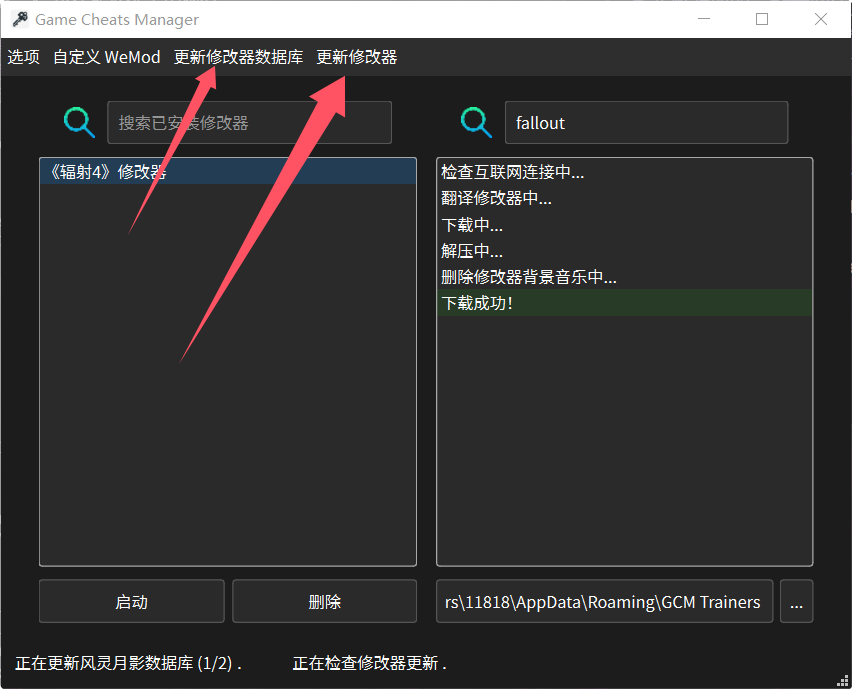 Game Cheats Manager
选项 自定义 WeMod 更新修改器数据库 更新修改器
搜索已安装修改器
fallout
《辐射4》修改器
检查互联网连接中...
翻译修改器中...
下载中...
解压中...
删除修改器背景音乐中...
下载成功！
启动
删除
rs\11818\AppData\Roaming\GCM Trainers
...
正在更新风灵月影数据库 (1/2) .
正在检查修改器更新 .